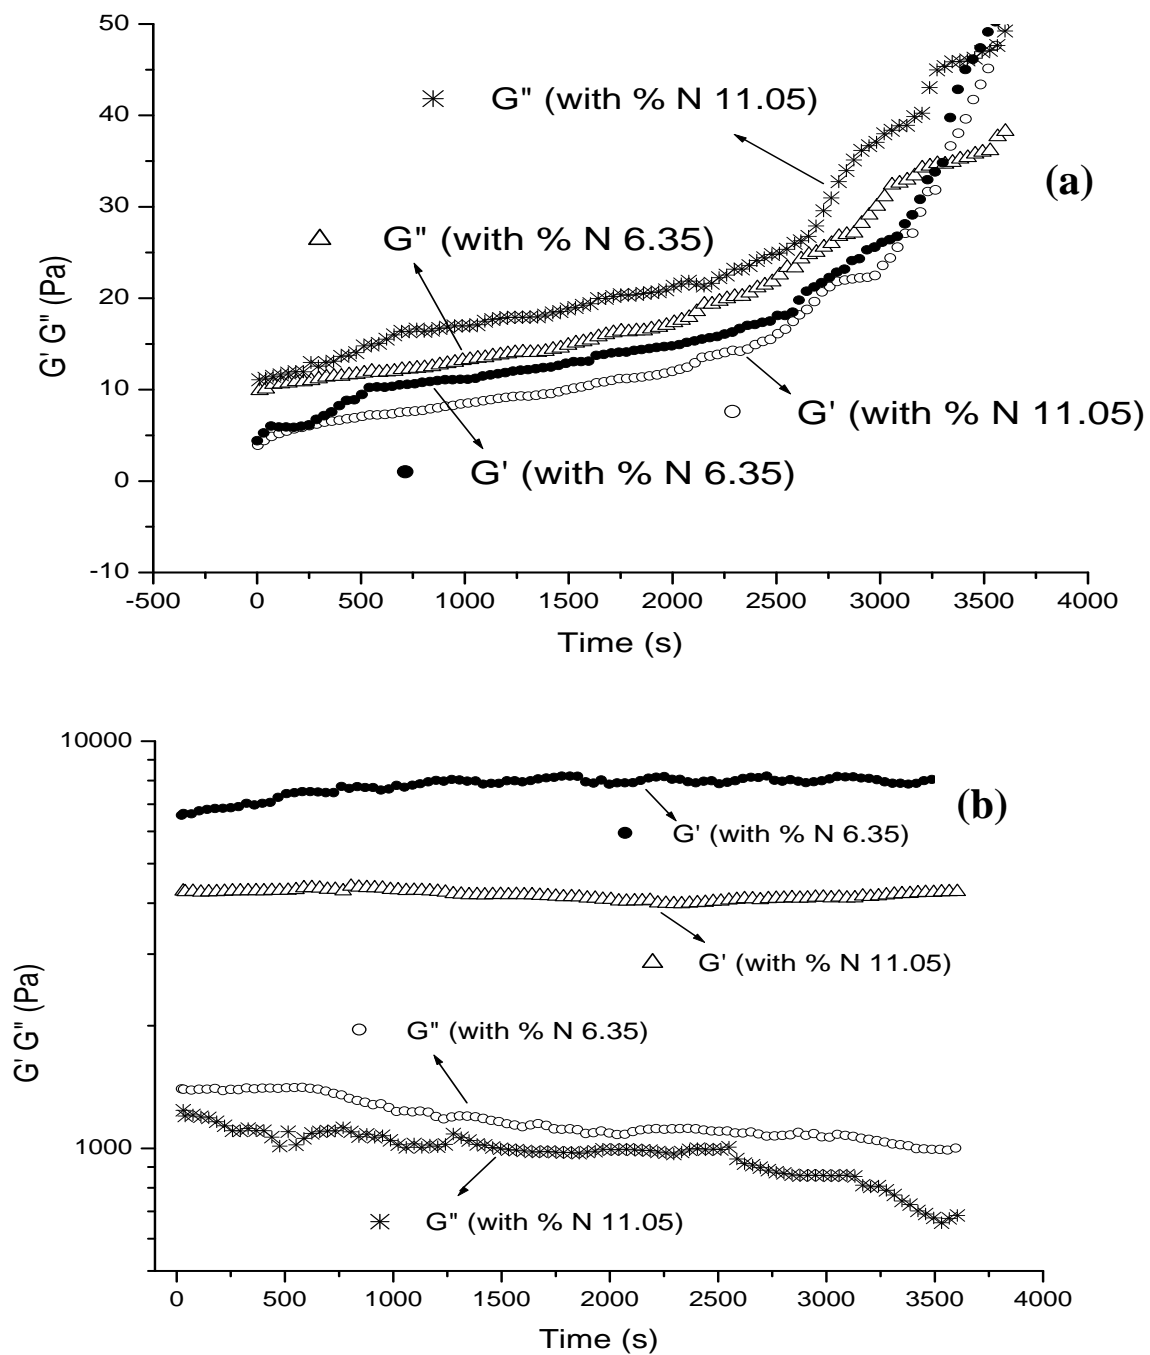 50
G'' (with % N 11.05)
40
(a)
30
G'' (with % N 6.35)
G' G'' (Pa)
20
10
G' (with % N 11.05)
G' (with % N 6.35)
0
-10
-500 0 500 1000 1500 2000 2500 3000 3500 4000
Time (s)
10000
(b)
G' (with % N 6.35)
G' (with % N 11.05)
G' G'' (Pa)
G'' (with % N 6.35)
1000
G'' (with % N 11.05)
0 500 1000 1500 2000 2500 3000 3500 4000
Time (s)